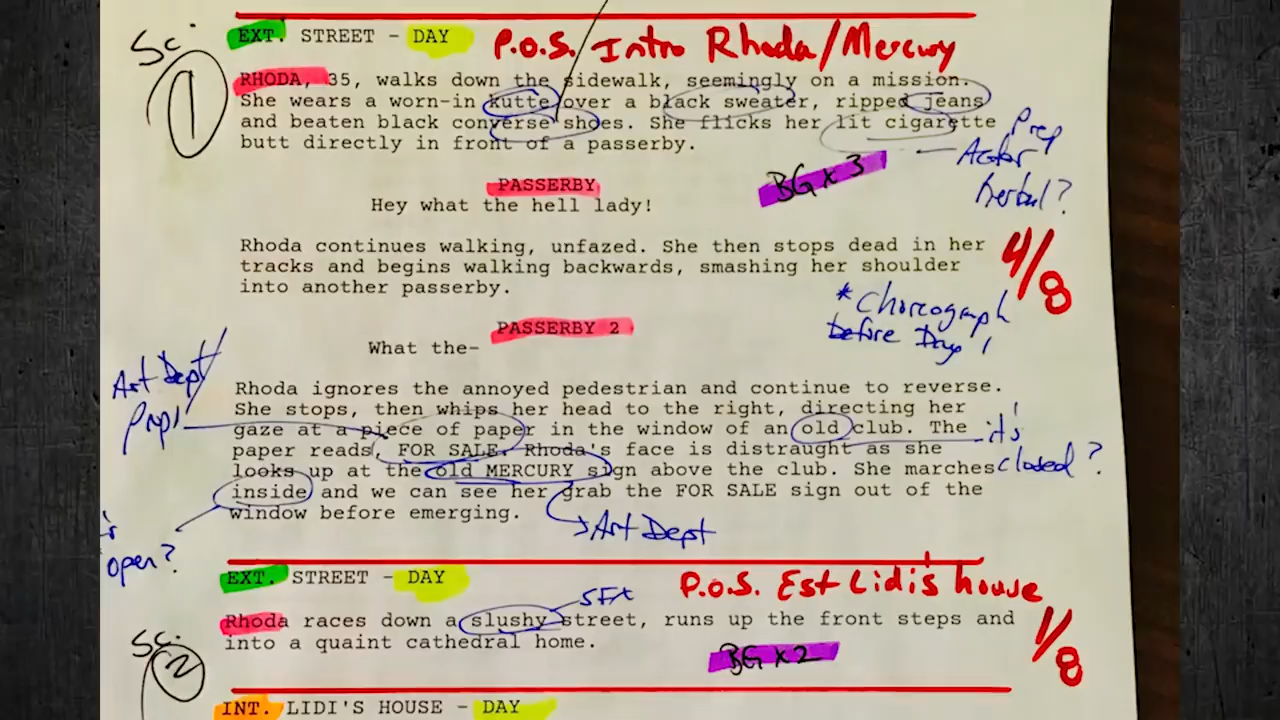 Sc. 1
EXT. STREET - DAY
P.O.S. Intro Rhoda/Mercury
RHODA, 35, walks down the sidewalk, seemingly on a mission.
She wears a worn-in kutte over a black sweater, ripped jeans
and beaten black converse shoes. She flicks her lit cigarette
butt directly in front of a passerby.
Prep
Actor
herbal?
PASSERBY
BG x 3
Hey what the hell lady!
4/8
Rhoda continues walking, unfazed. She then stops dead in her
tracks and begins walking backwards, smashing her shoulder
into another passerby.
* Choreograph
before Day 1
PASSERBY 2
What the-
Art Dept/
Props
Rhoda ignores the annoyed pedestrian and continue to reverse.
She stops, then whips her head to the right, directing her
gaze at a piece of paper in the window of an old club. The
paper reads, FOR SALE. Rhoda's face is distraught as she
looks up at the old MERCURY sign above the club. She marches
inside and we can see her grab the FOR SALE sign out of the
window before emerging.
it's
closed?
open?
Art Dept
EXT. STREET - DAY
P.O.S. Est Lidi's house
SFX
Sc. 2
Rhoda races down a slushy street, runs up the front steps and
into a quaint cathedral home.
BG x 2
1/8
INT. LIDI'S HOUSE - DAY